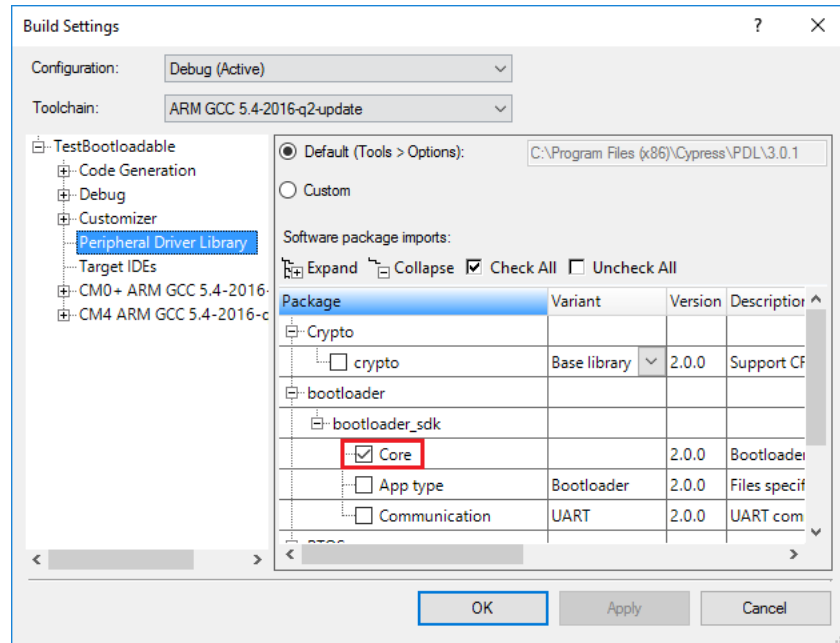 Build Settings ? ✕
Configuration: Debug (Active)
Toolchain: ARM GCC 5.4-2016-q2-update
TestBootloadable
Code Generation
Debug
Customizer
Peripheral Driver Library
Target IDEs
CM0+ ARM GCC 5.4-2016-
CM4 ARM GCC 5.4-2016-
Default (Tools > Options): C:\Program Files (x86)\Cypress\PDL\3.0.1
Custom
Software package imports:
Expand Collapse Check All Uncheck All
Package Variant Version Description
Crypto
crypto Base library 2.0.0 Support
bootloader
bootloader_sdk
Core 2.0.0 Bootloader
App type Bootloader 2.0.0 Files specif
Communication UART 2.0.0 UART com
OK Apply Cancel